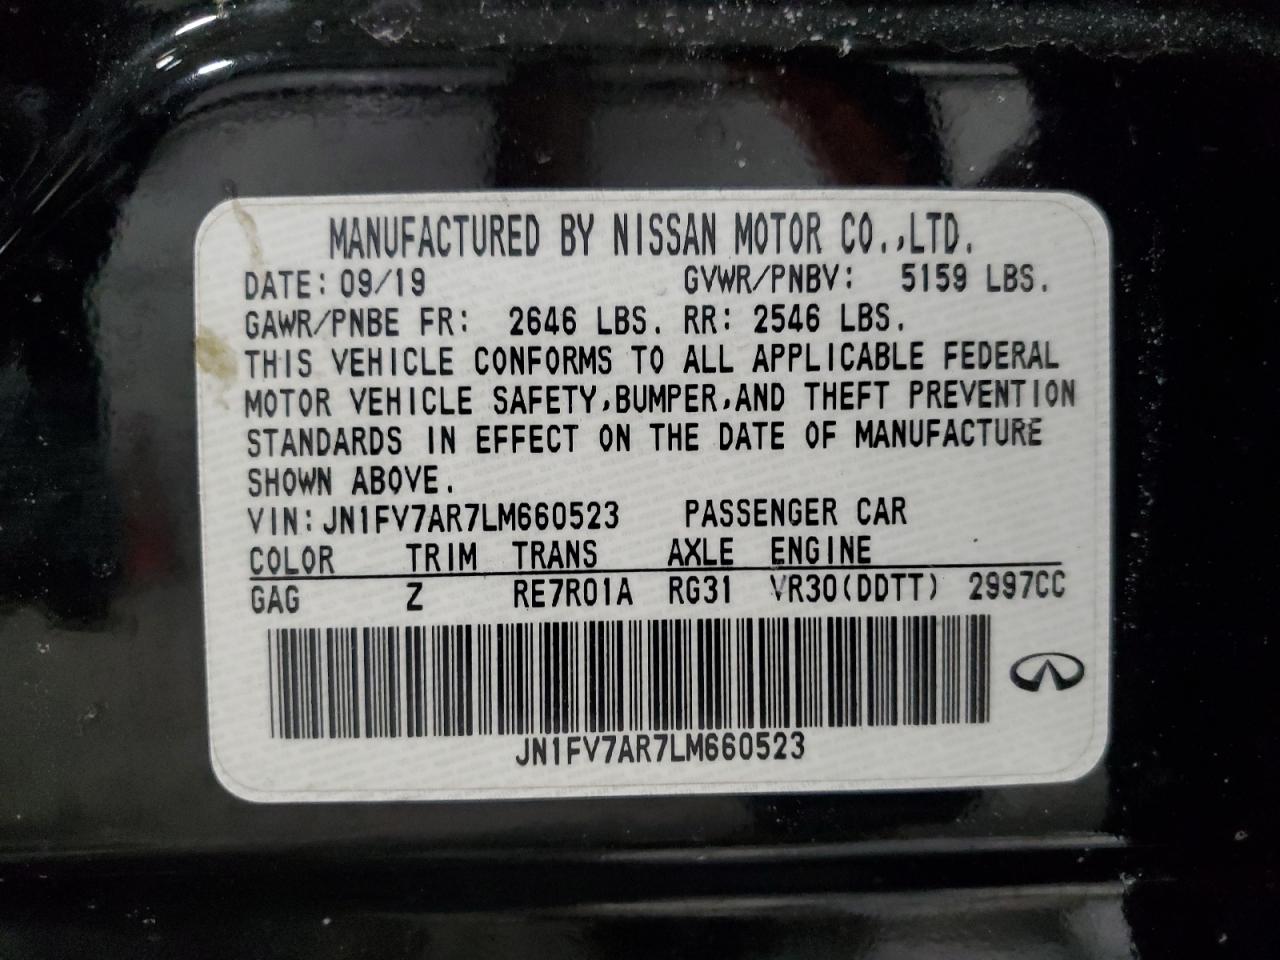 MANUFACTURED BY NISSAN MOTOR CO.,LTD.
DATE: 09/19 GVWR/PNBV: 5159 LBS.
GAWR/PNBE FR: 2646 LBS. RR: 2546 LBS.
THIS VEHICLE CONFORMS TO ALL APPLICABLE FEDERAL
MOTOR VEHICLE SAFETY,BUMPER,AND THEFT PREVENTION
STANDARDS IN EFFECT ON THE DATE OF MANUFACTURE
SHOWN ABOVE.
VIN: JN1FV7AR7LM660523 PASSENGER CAR
COLOR TRIM TRANS AXLE ENGINE
GAG Z RE7R01A RG31 VR30(DDTT) 2997CC
JN1FV7AR7LM660523